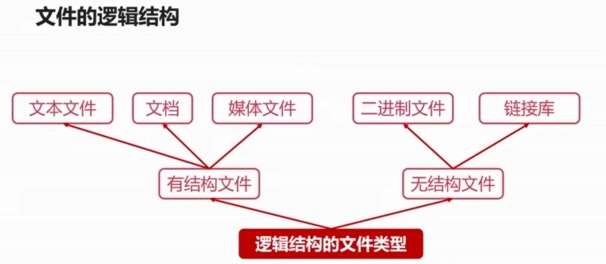 文件的逻辑结构
文本文件
文档
媒体文件
二进制文件
链接库
有结构文件
无结构文件
逻辑结构的文件类型